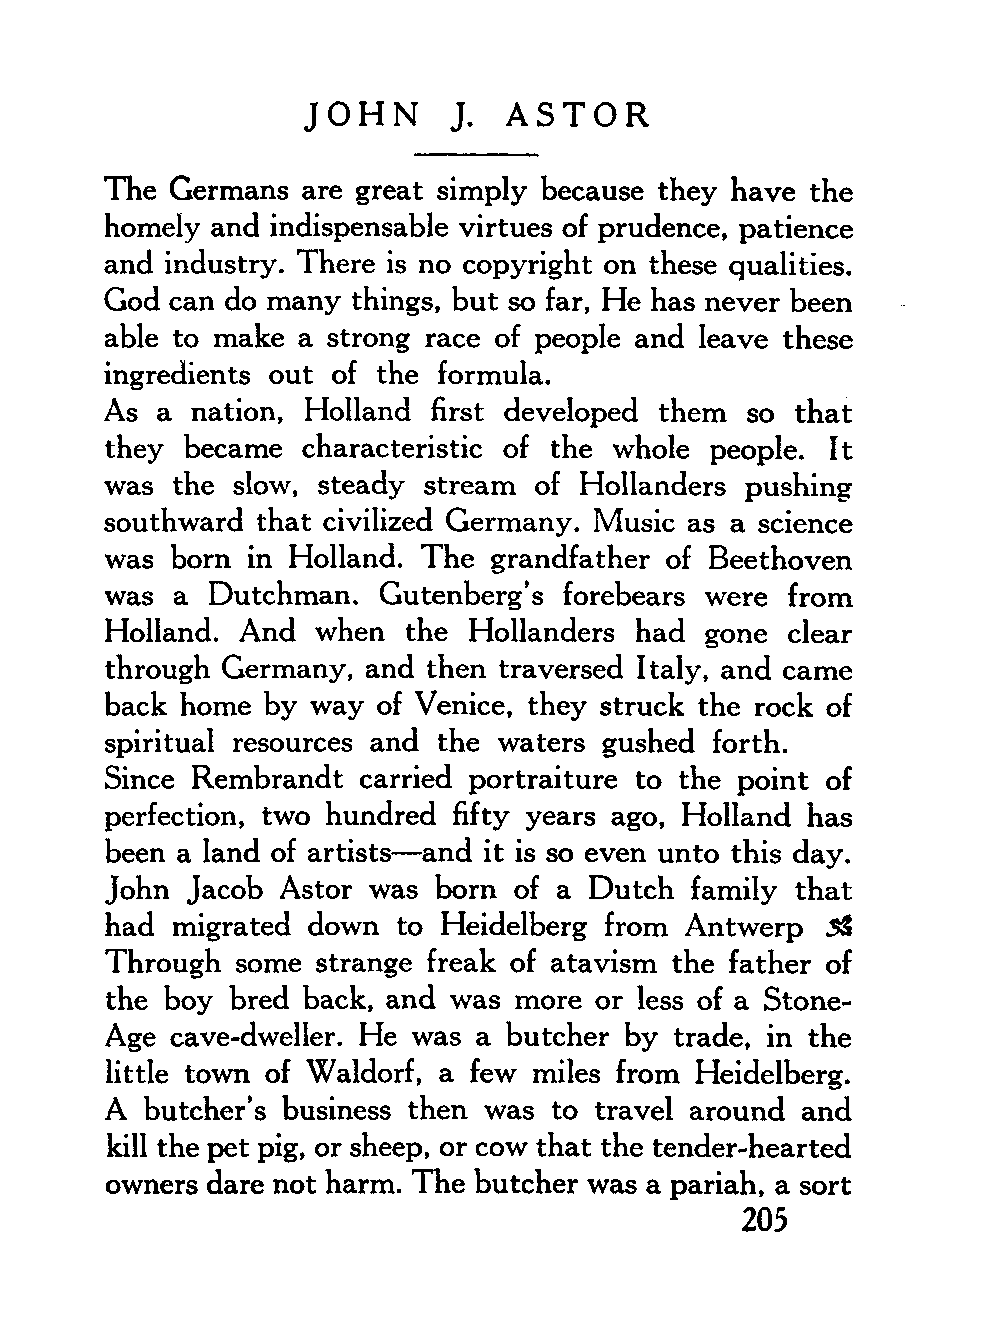 JOHN J. ASTOR
The Germans are great simply because they have the
homely and indispensable virtues of prudence, patience
and industry. There is no copyright on these qualities.
God can do many things, but so far, He has never been
able to make a strong race of people and leave these
ingredients out of the formula.
As a nation, Holland first developed them so that
they became characteristic of the whole people. It
was the slow, steady stream of Hollanders pushing
southward that civilized Germany. Music as a science
was born in Holland. The grandfather of Beethoven
was a Dutchman. Gutenberg's forebears were from
Holland. And when the Hollanders had gone clear
through Germany, and then traversed Italy, and came
back home by way of Venice, they struck the rock of
spiritual resources and the waters gushed forth.
Since Rembrandt carried portraiture to the point of
perfection, two hundred fifty years ago, Holland has
been a land of artists—and it is so even unto this day.
John Jacob Astor was born of a Dutch family that
had migrated down to Heidelberg from Antwerp
Through some strange freak of atavism the father of
the boy bred back, and was more or less of a Stone-
Age cave-dweller. He was a butcher by trade, in the
little town of Waldorf, a few miles from Heidelberg.
A butcher's business then was to travel around and
kill the pet pig, or sheep, or cow that the tender-hearted
owners dare not harm. The butcher was a pariah, a sort
205